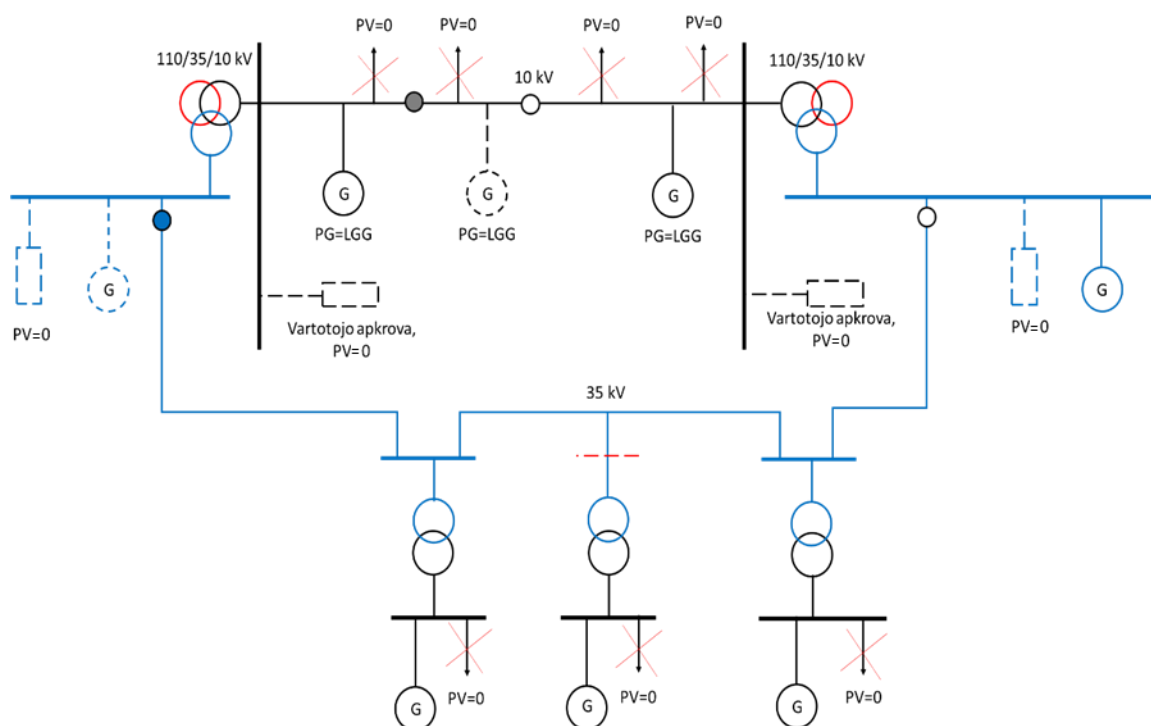 PV=0
PV=0
PV=0
PV=0
110/35/10 kV
10 kV
110/35/10 kV
G
G
G
PG=LGG
PG=LGG
PG=LGG
G
G
PV=0
PV=0
Vartotojo apkrova,
PV=0
Vartotojo apkrova,
PV=0
35 kV
G
PV=0
G
PV=0
G
PV=0